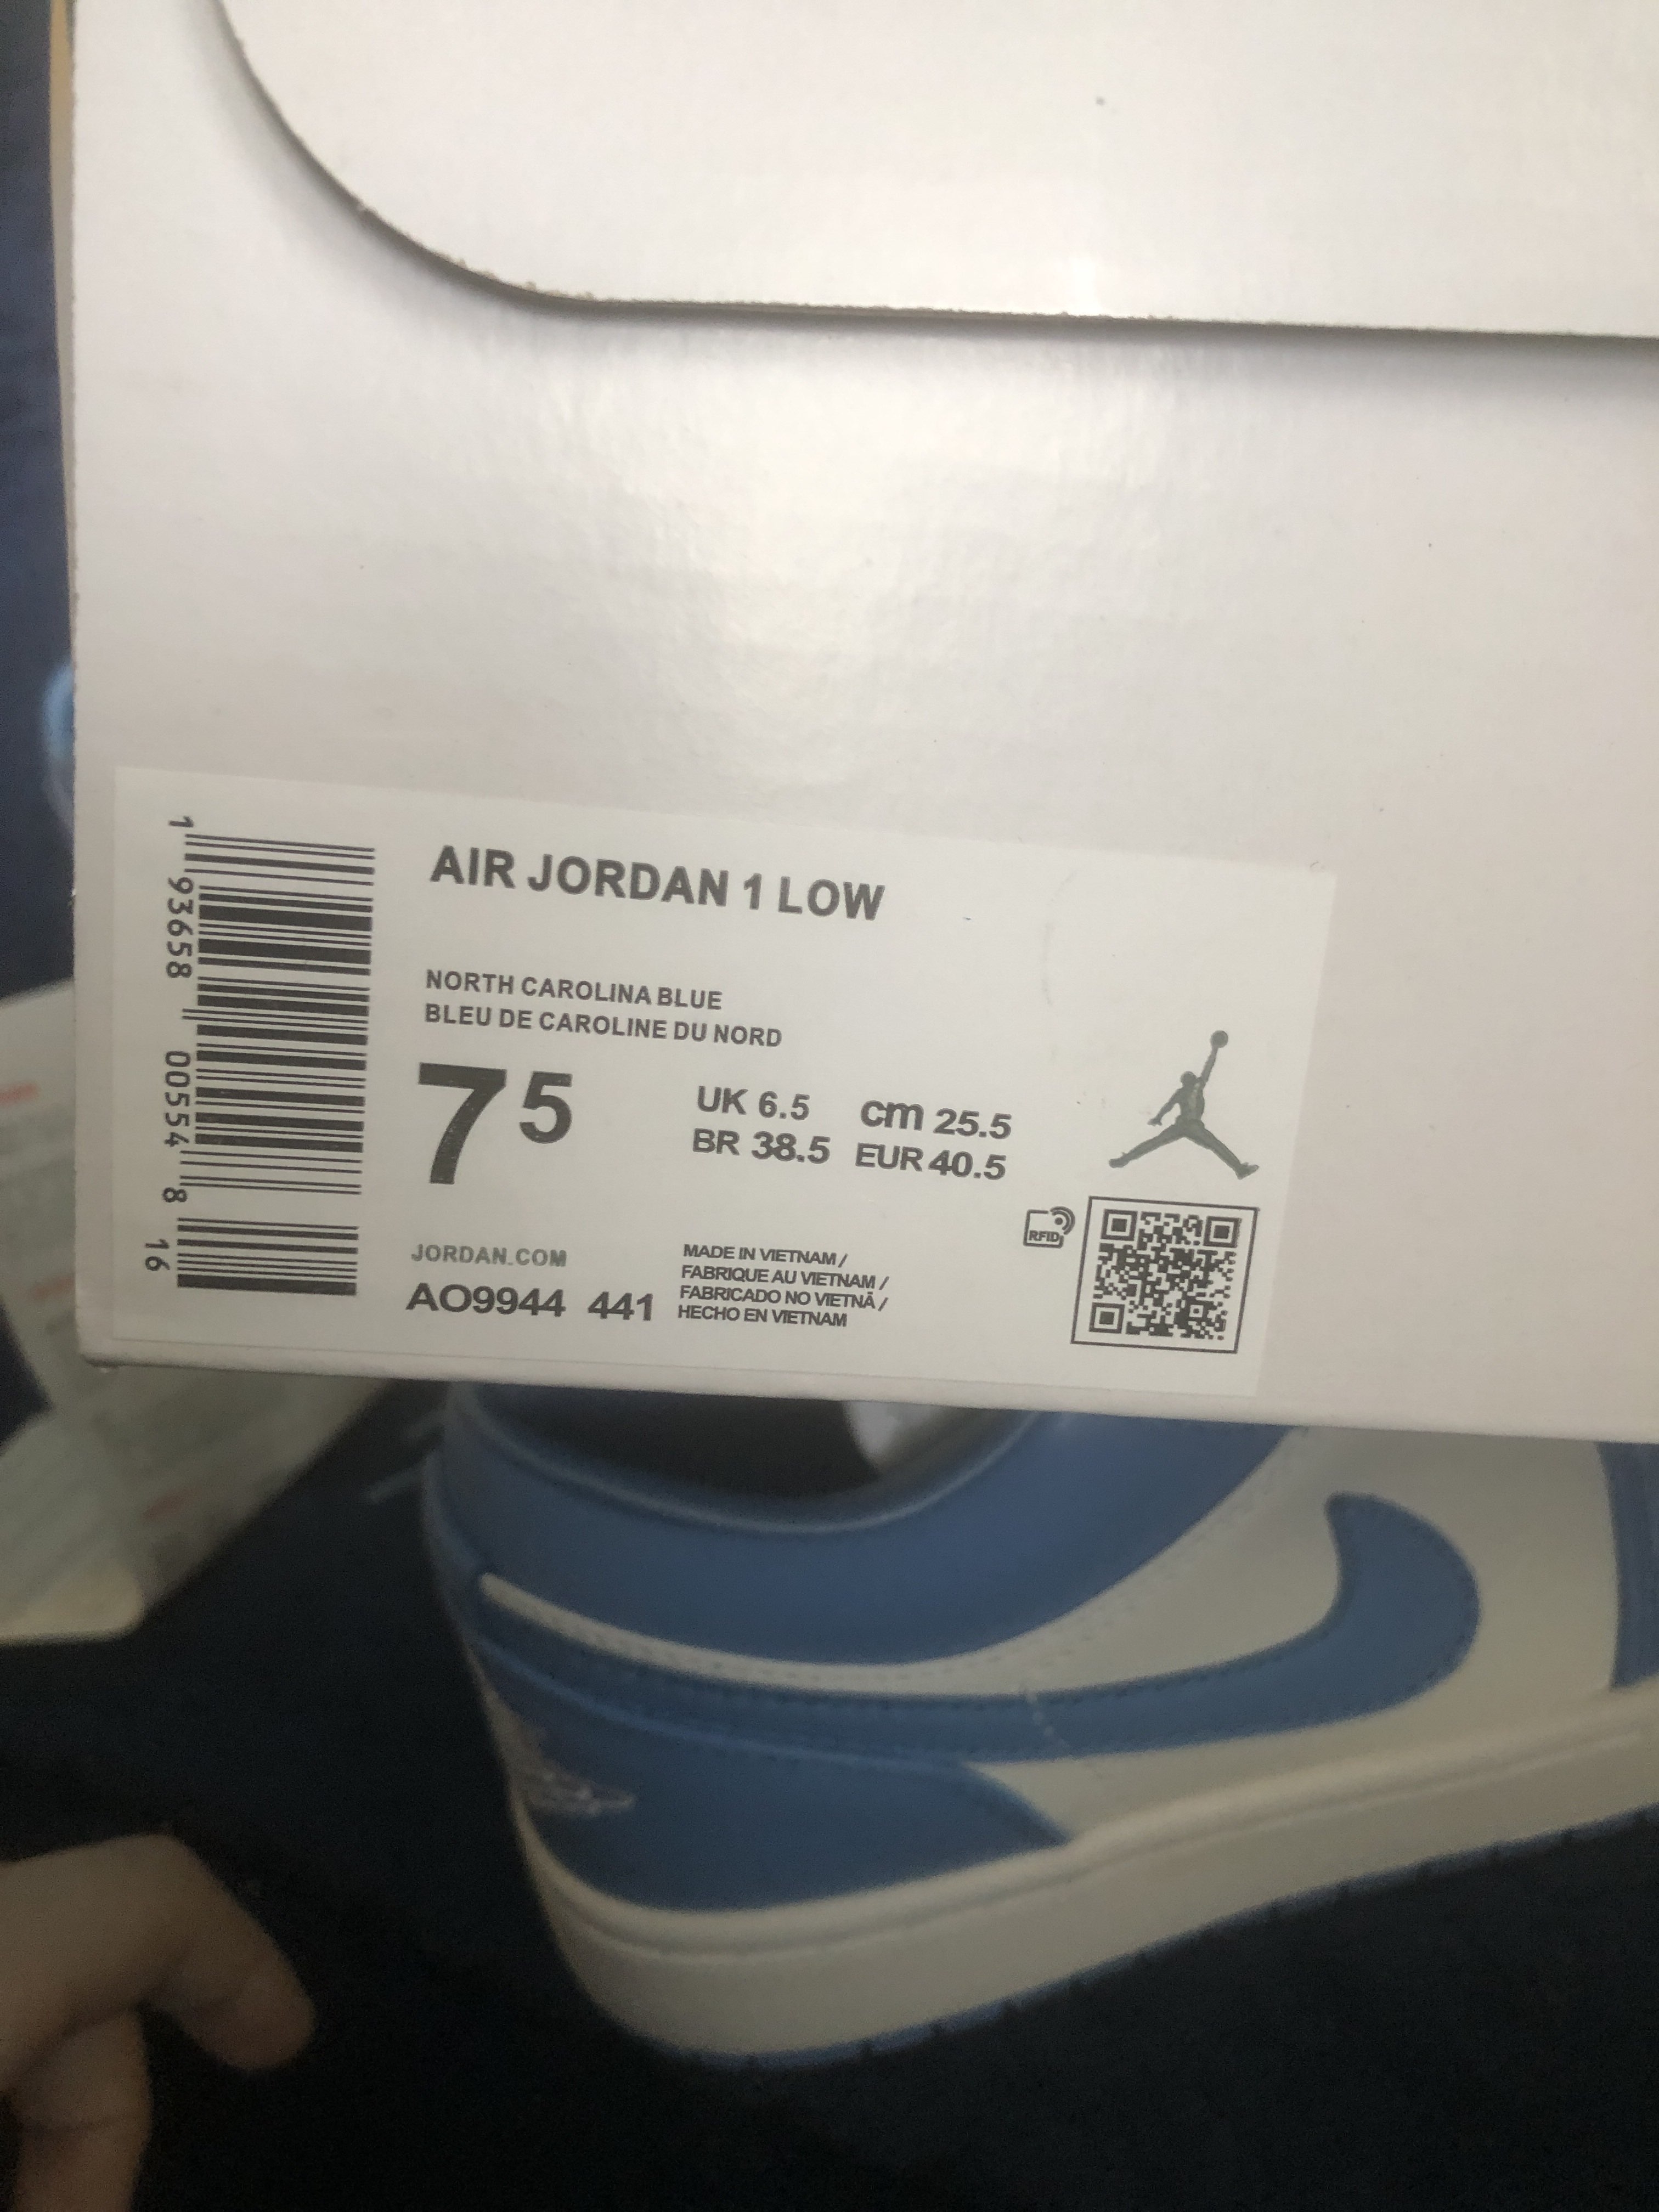 AIR JORDAN 1 LOW
NORTH CAROLINA BLUE
BLEU DE CAROLINE DU NORD
7 5
UK 6.5 cm 25.5
BR 38.5 EUR 40.5
RFID
JORDAN.COM
AO9944 441
MADE IN VIETNAM /
FABRIQUE AU VIETNAM /
FABRICADO NO VIETNÃ /
HECHO EN VIETNAM
1 93658 00554 8 16